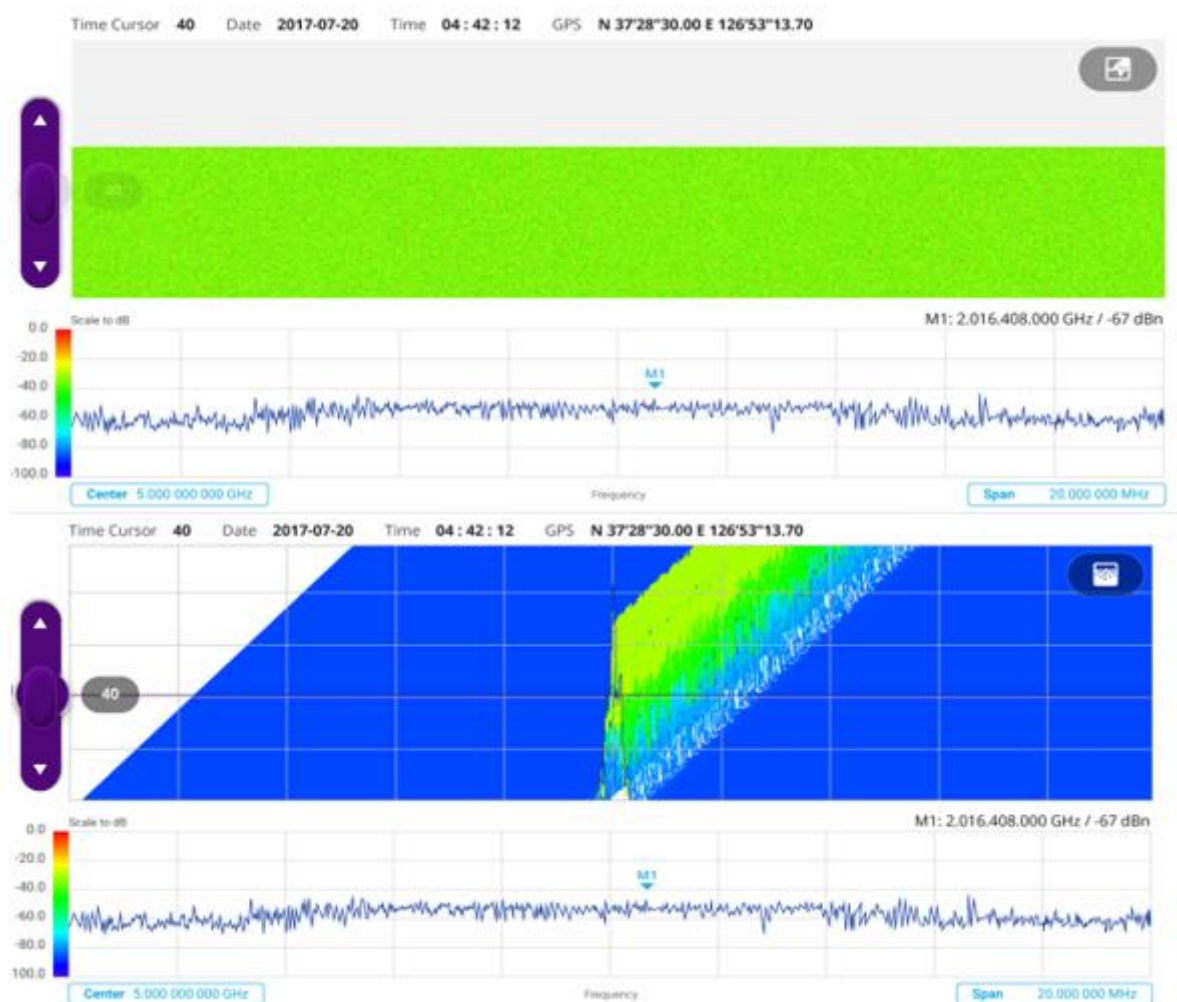 Time Cursor 40 Date 2017-07-20 Time 04 : 42 : 12 GPS N 37'28"30.00 E 126'53"13.70
40
Scale to dB
M1: 2.016.408.000 GHz / -67 dBn
0.0
-20.0
M1
-40.0
-60.0
-80.0
-100.0
Center 5.000 000 000 GHz Frequency Span 20.000 000 MHz
Time Cursor 40 Date 2017-07-20 Time 04 : 42 : 12 GPS N 37'28"30.00 E 126'53"13.70
40
Scale to dB
M1: 2.016.408.000 GHz / -67 dBn
0.0
-20.0
M1
-40.0
-60.0
-80.0
100.0
Center 5.000 000 000 GHz Frequency Span 20.000 000 MHz